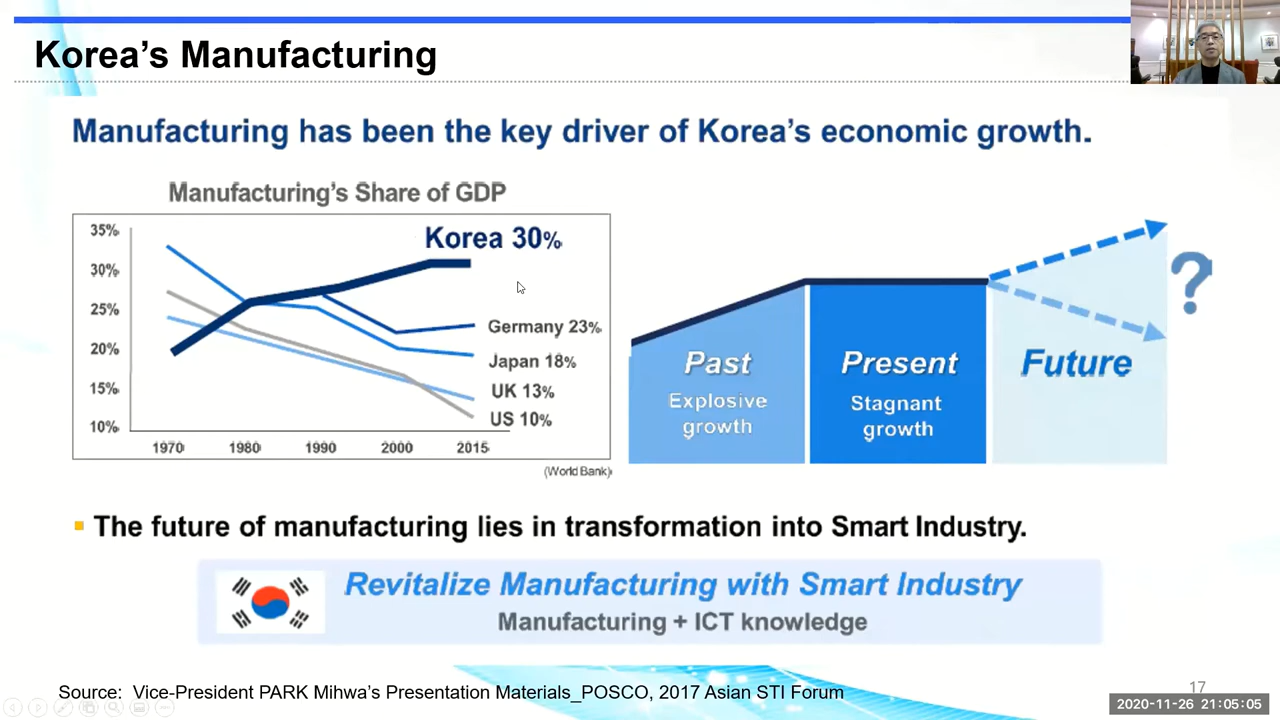 Korea's Manufacturing
Manufacturing has been the key driver of Korea's economic growth.
Manufacturing's Share of GDP
35%
30%
25%
20%
15%
10%
Korea 30%
Germany 23%
Japan 18%
UK 13%
US 10%
1970 1980 1990 2000 2015
(World Bank)
Past
Explosive
growth
Present
Stagnant
growth
Future
?
▪ The future of manufacturing lies in transformation into Smart Industry.
Revitalize Manufacturing with Smart Industry
Manufacturing + ICT knowledge
Source: Vice-President PARK Mihwa's Presentation Materials_POSCO, 2017 Asian STI Forum
17
2020-11-26 21:05:05